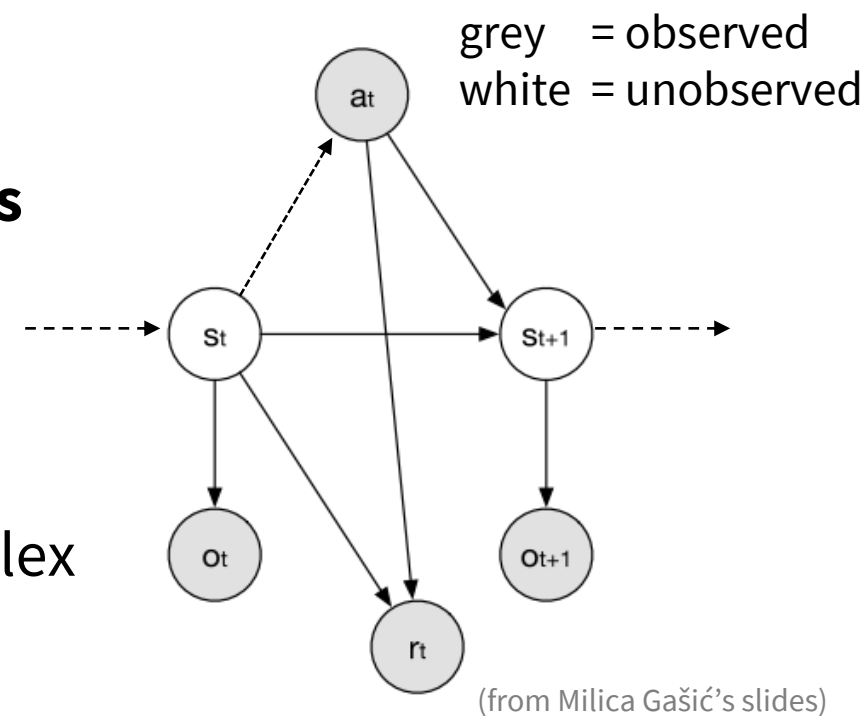 grey = observed
white = unobserved
at
s
st
st+1
lex
ot
ot+1
rt
(from Milica Gašić’s slides)